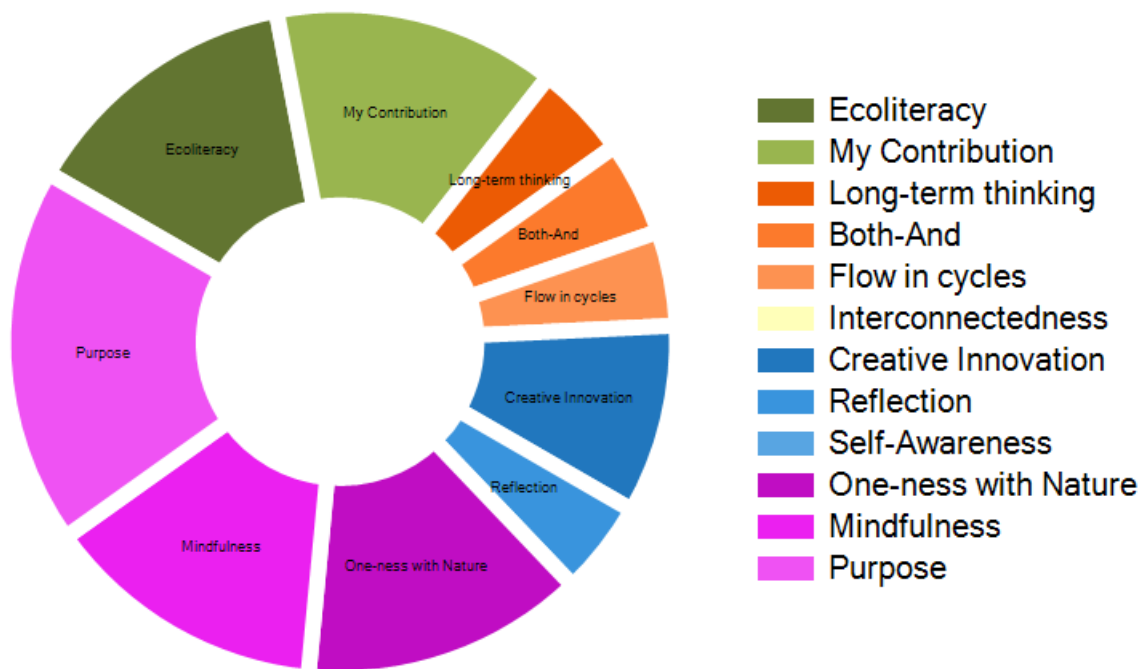 My Contribution
Ecoliteracy
Long-term thinking
Both-And
Flow in cycles
Purpose
Creative Innovation
Reflection
Mindfulness
One-ness with Nature
Ecoliteracy
My Contribution
Long-term thinking
Both-And
Flow in cycles
Interconnectedness
Creative Innovation
Reflection
Self-Awareness
One-ness with Nature
Mindfulness
Purpose